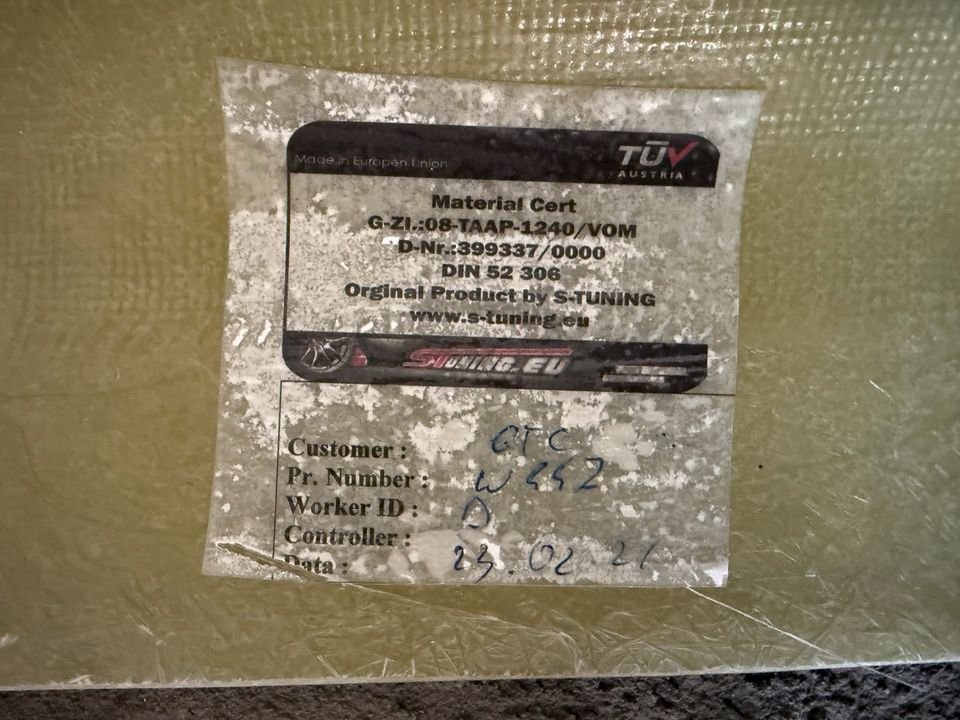 Made in Europen Union
TÜV
AUSTRIA
Material Cert
G-ZI.:08-TAAP-1240/VOM
D-Nr.:399337/0000
DIN 52 306
Orginal Product by S-TUNING
www.s-tuning.eu
STUNING.EU
Customer :
Pr. Number :
Worker ID : D
Controller :
Data : 23.02 21